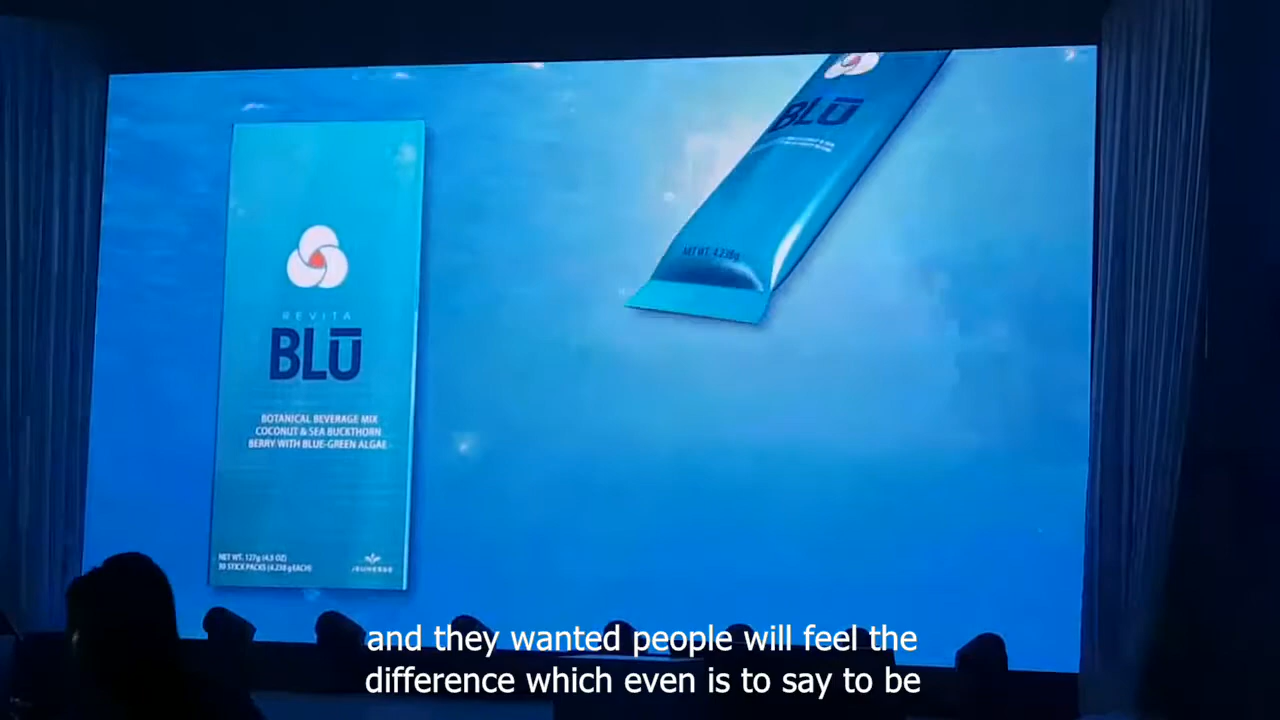 REVITA
BLŪ
BOTANICAL BEVERAGE MIX
COCONUT & SEA BUCKTHORN
BERRY WITH BLUE-GREEN ALGAE
NET WT. 127g (4.5 OZ)
30 STICK PACKS (4.238 g EACH)
JEUNESSE
BLŪ
NET WT. 4.238g
and they wanted people will feel the
difference which even is to say to be